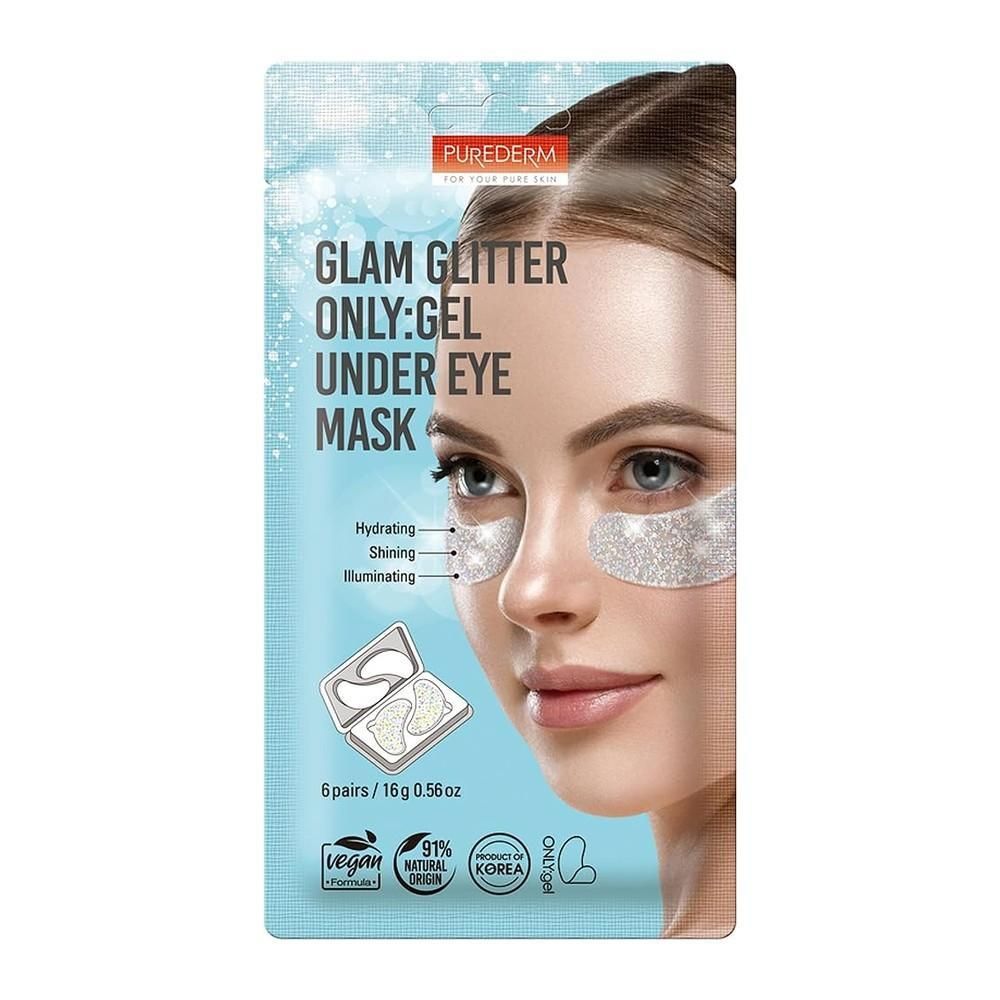 PUREDERM
FOR YOUR PURE SKIN
GLAM GLITTER
ONLY:GEL
UNDER EYE
MASK
Hydrating
Shining
Illuminating
6 pairs / 16 g 0.56 oz
vegan
Formula
91%
NATURAL
ORIGIN
PRODUCT OF
KOREA
ONLY:gel